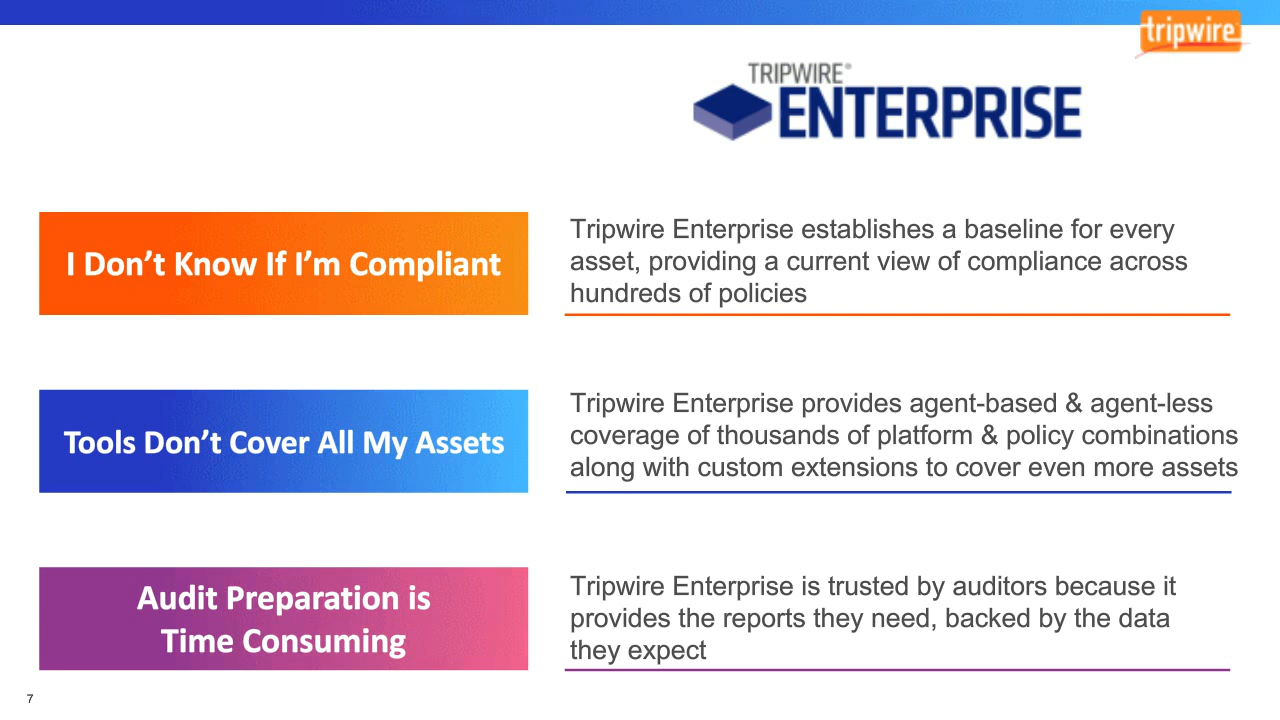 tripwire
TRIPWIRE®
ENTERPRISE
I Don’t Know If I’m Compliant
Tripwire Enterprise establishes a baseline for every
asset, providing a current view of compliance across
hundreds of policies
Tools Don’t Cover All My Assets
Tripwire Enterprise provides agent-based & agent-less
coverage of thousands of platform & policy combinations
along with custom extensions to cover even more assets
Audit Preparation is
Time Consuming
Tripwire Enterprise is trusted by auditors because it
provides the reports they need, backed by the data
they expect
7